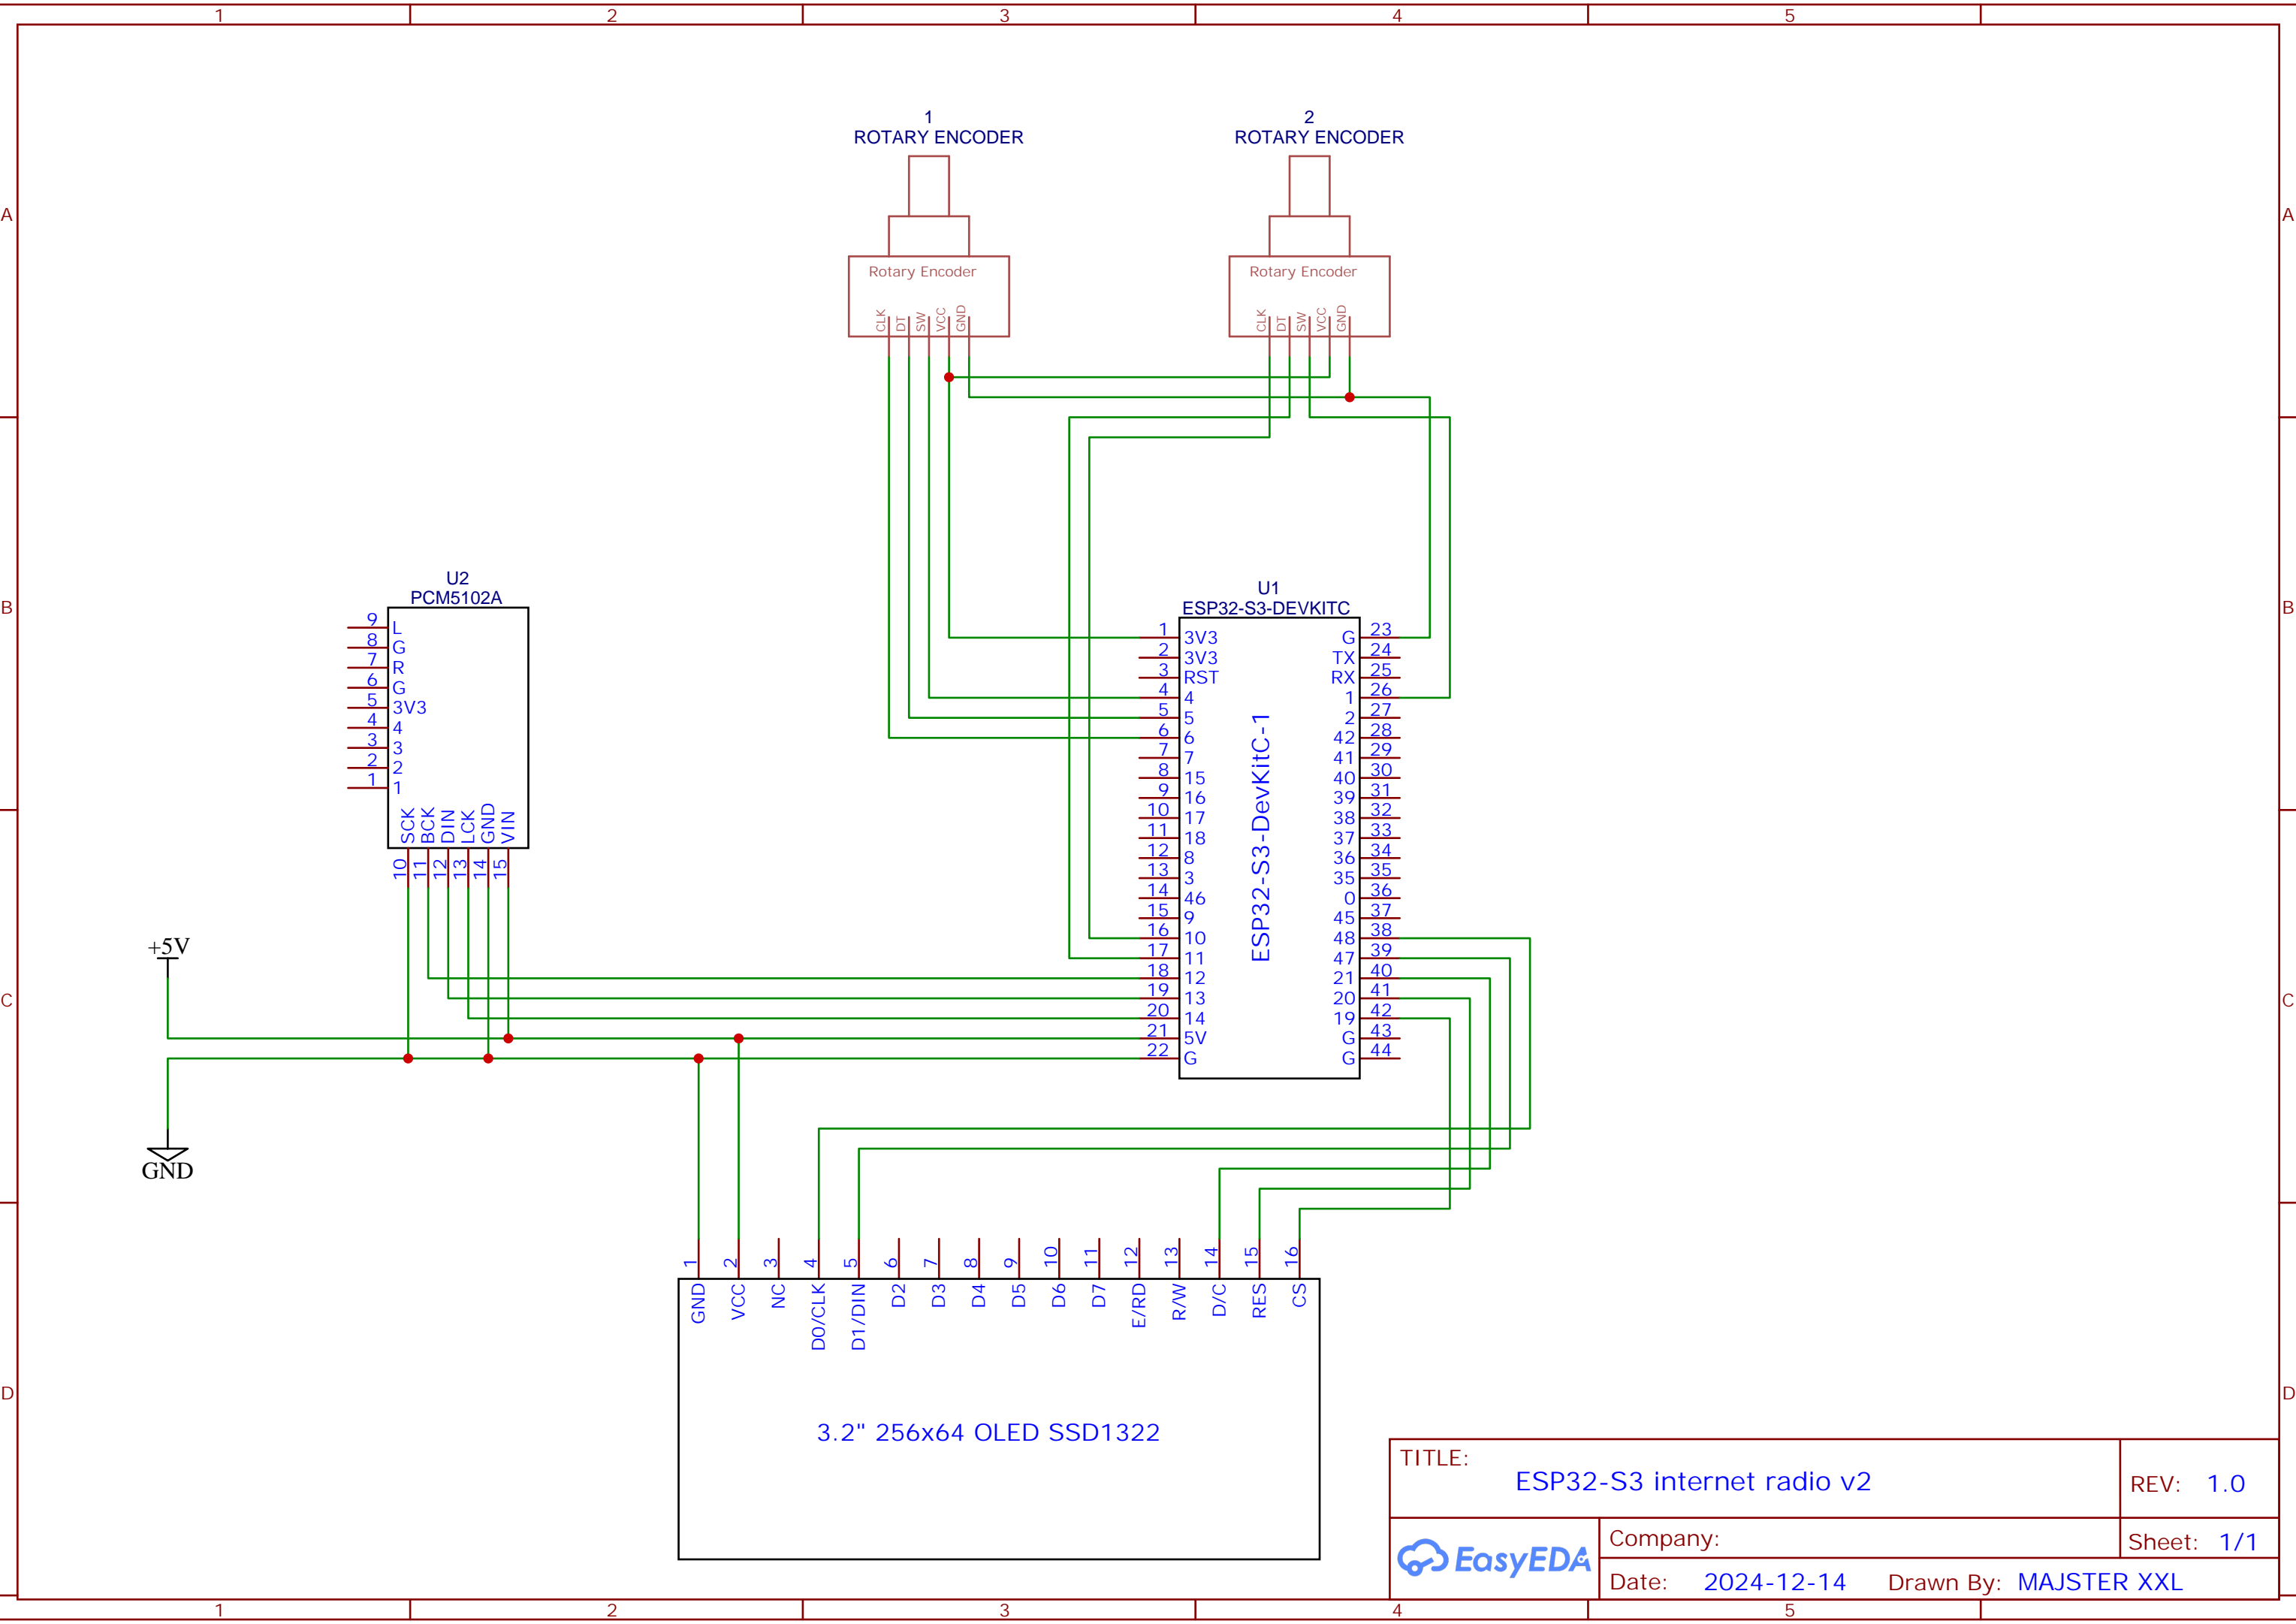 1 2 3 4 5
1
ROTARY ENCODER
2
ROTARY ENCODER
A A
Rotary Encoder
CLK DT SW VCC GND
Rotary Encoder
CLK DT SW VCC GND
B B
U2
PCM5102A
9 L
8 G
7 R
6 G
5 3V3
4 4
3 3
2 2
1 1
SCK BCK DIN LCK GND VIN
10 11 12 13 14 15
U1
ESP32-S3-DEVKITC
1 3V3 G 23
2 3V3 TX 24
3 RST RX 25
4 4 1 26
5 5 2 27
6 6 42 28
7 7 41 29
8 15 40 30
9 16 39 31
10 17 38 32
11 18 37 33
12 8 36 34
13 3 35 35
14 46 0 36
15 9 45 37
16 10 48 38
17 11 47 39
18 12 21 40
19 13 20 41
20 14 19 42
21 5V G 43
22 G G 44
ESP32-S3-DevKitC-1
C C
+5V
GND
1 2 3 4 5 6 7 8 9 10 11 12 13 14 15 16
GND VCC NC D0/CLK D1/DIN D2 D3 D4 D5 D6 D7 E/RD R/W D/C RES CS
D D
3.2" 256x64 OLED SSD1322
TITLE:
ESP32-S3 internet radio v2
REV: 1.0
EasyEDA
Company:
Sheet: 1/1
Date: 2024-12-14 Drawn By: MAJSTER XXL
1 2 3 4 5